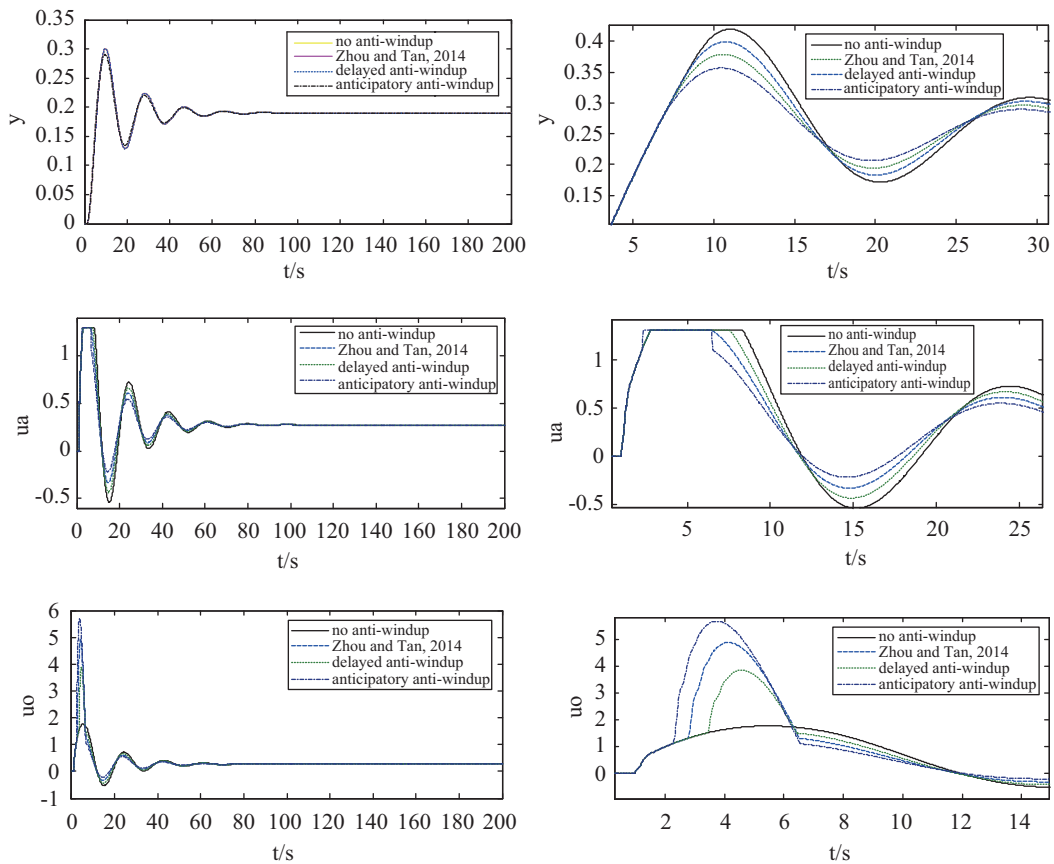 0.35
0.3
0.25
0.2
0.15
0.1
0.05
0
y
no anti-windup
Zhou and Tan, 2014
delayed anti-windup
anticipatory anti-windup
0 20 40 60 80 100 120 140 160 180 200
t/s
0.4
0.35
0.3
0.25
0.2
0.15
y
no anti-windup
Zhou and Tan, 2014
delayed anti-windup
anticipatory anti-windup
5 10 15 20 25 30
t/s
1
0.5
0
-0.5
ua
no anti-windup
Zhou and Tan, 2014
delayed anti-windup
anticipatory anti-windup
0 20 40 60 80 100 120 140 160 180 200
t/s
1
0.5
0
-0.5
ua
no anti-windup
Zhou and Tan, 2014
delayed anti-windup
anticipatory anti-windup
5 10 15 20 25
t/s
6
5
4
3
2
1
0
-1
uo
no anti-windup
Zhou and Tan, 2014
delayed anti-windup
anticipatory anti-windup
0 20 40 60 80 100 120 140 160 180 200
t/s
5
4
3
2
1
0
uo
no anti-windup
Zhou and Tan, 2014
delayed anti-windup
anticipatory anti-windup
2 4 6 8 10 12 14
t/s